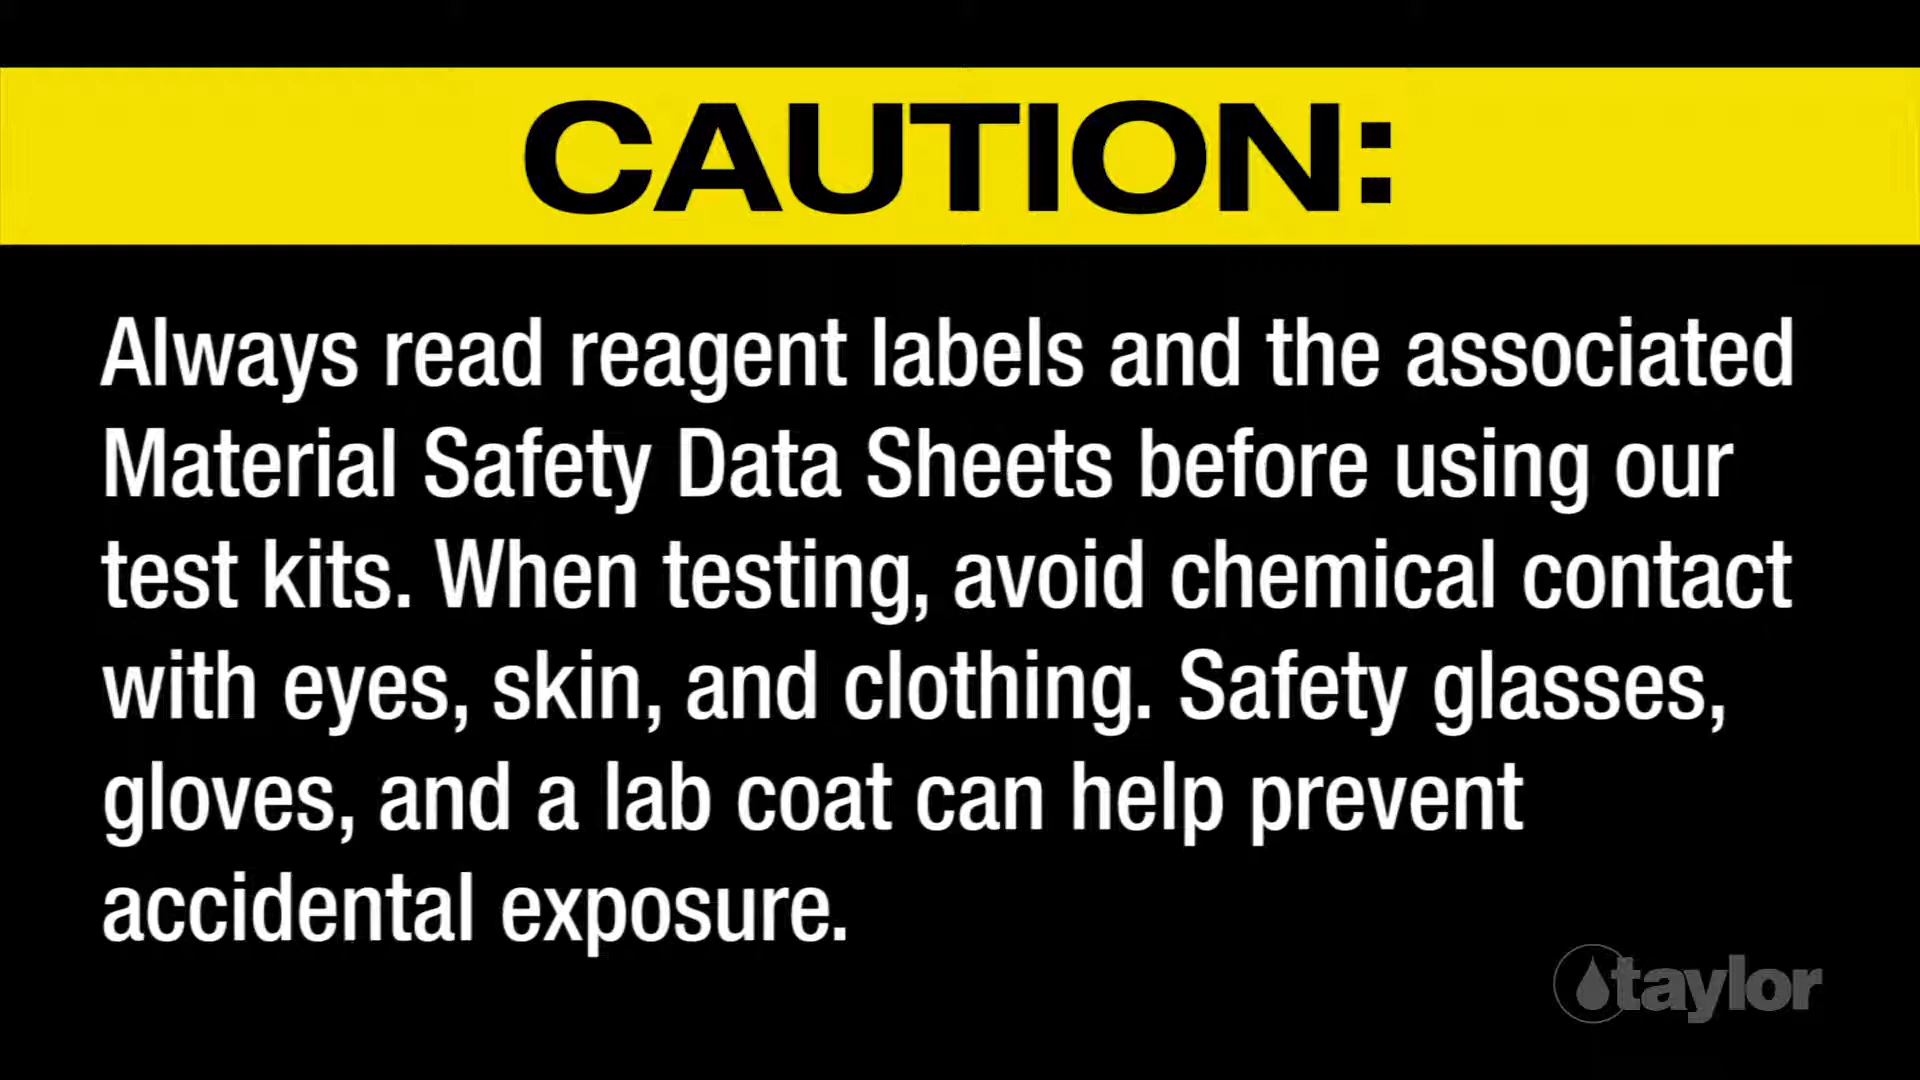 CAUTION:
Always read reagent labels and the associated
Material Safety Data Sheets before using our
test kits. When testing, avoid chemical contact
with eyes, skin, and clothing. Safety glasses,
gloves, and a lab coat can help prevent
accidental exposure.
taylor